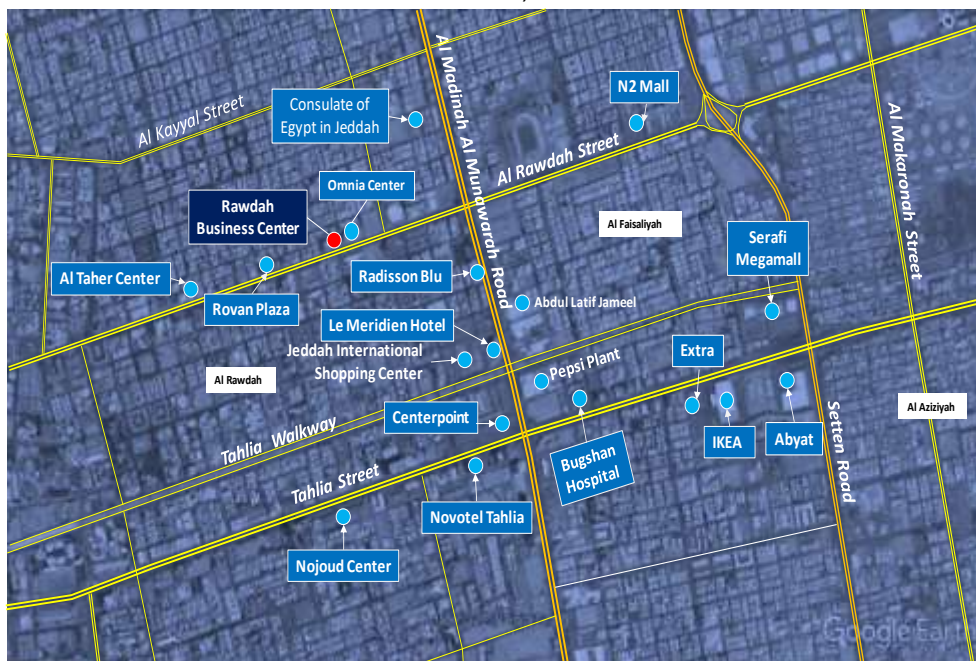 N2 Mall
Consulate of
Egypt in Jeddah
Al Kayyal Street
Al Madinah Al Munawarah Road
Al Rawdah Street
Al Makaronah Street
Omnia Center
Rawdah
Business Center
Al Faisaliyah
Serafi
Megamall
Al Taher Center
Rovan Plaza
Radisson Blu
Abdul Latif Jameel
Le Meridien Hotel
Jeddah International
Shopping Center
Al Rawdah
Pepsi Plant
Extra
Al Aziziyah
Tahlia Walkway
Centerpoint
IKEA
Abyat
Setten Road
Bugshan
Hospital
Tahlia Street
Novotel Tahlia
Nojoud Center
Google Earth